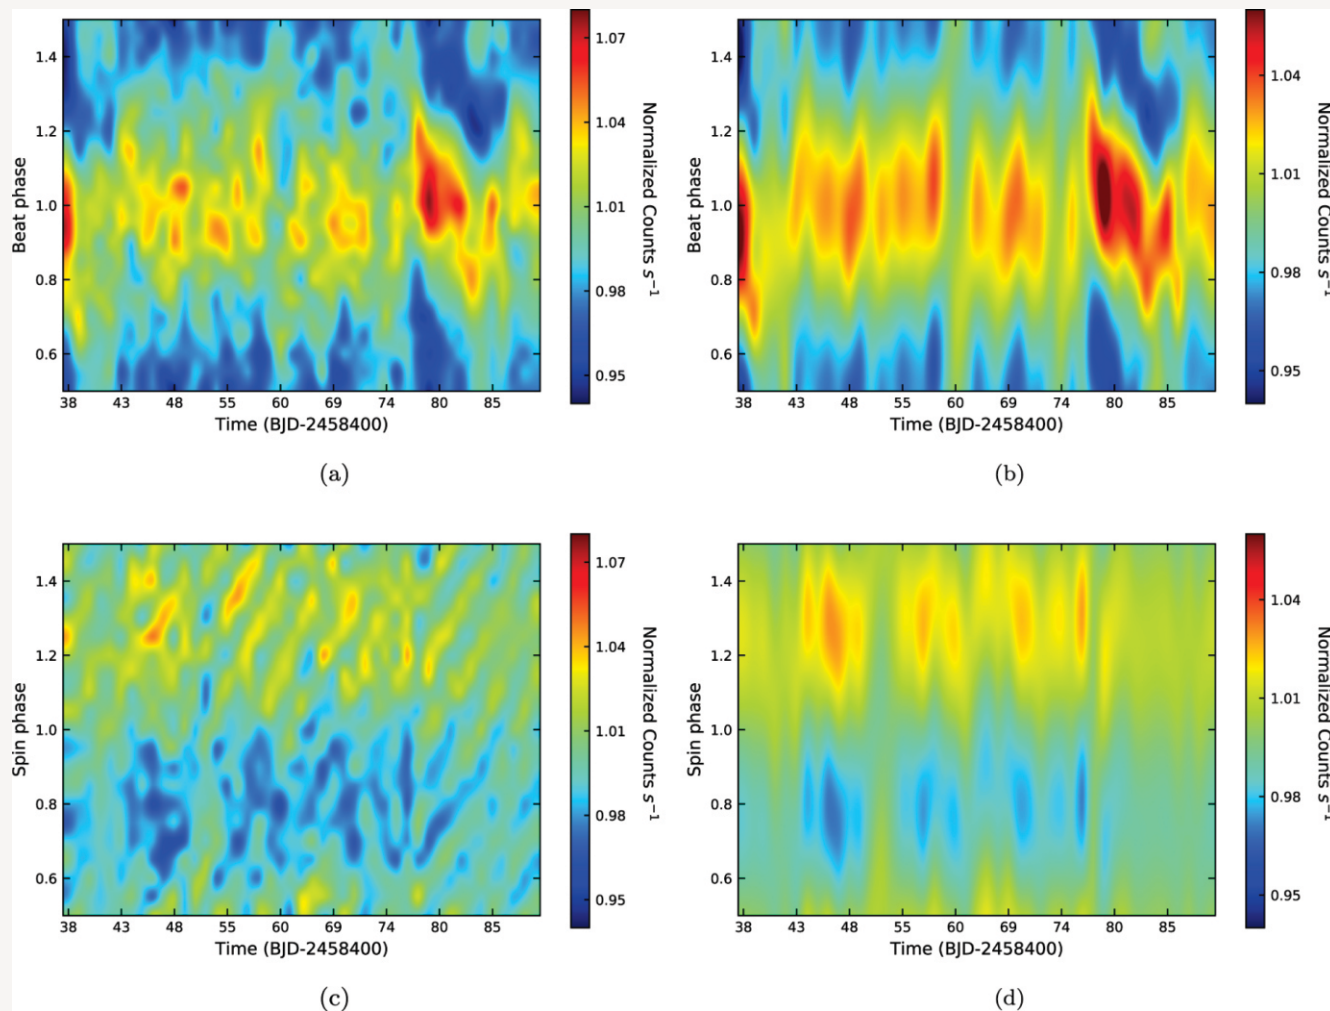 1.4
1.2
1.0
0.8
0.6
Beat phase
38 43 48 55 60 69 74 80 85
Time (BJD-2458400)
1.07
1.04
1.01
0.98
0.95
Normalized Counts s⁻¹
(a)
1.4
1.2
1.0
0.8
0.6
Beat phase
38 43 48 55 60 69 74 80 85
Time (BJD-2458400)
1.04
1.01
0.98
0.95
Normalized Counts s⁻¹
(b)
1.4
1.2
1.0
0.8
0.6
Spin phase
38 43 48 55 60 69 74 80 85
Time (BJD-2458400)
1.07
1.04
1.01
0.98
0.95
Normalized Counts s⁻¹
(c)
1.4
1.2
1.0
0.8
0.6
Spin phase
38 43 48 55 60 69 74 80 85
Time (BJD-2458400)
1.04
1.01
0.98
0.95
Normalized Counts s⁻¹
(d)